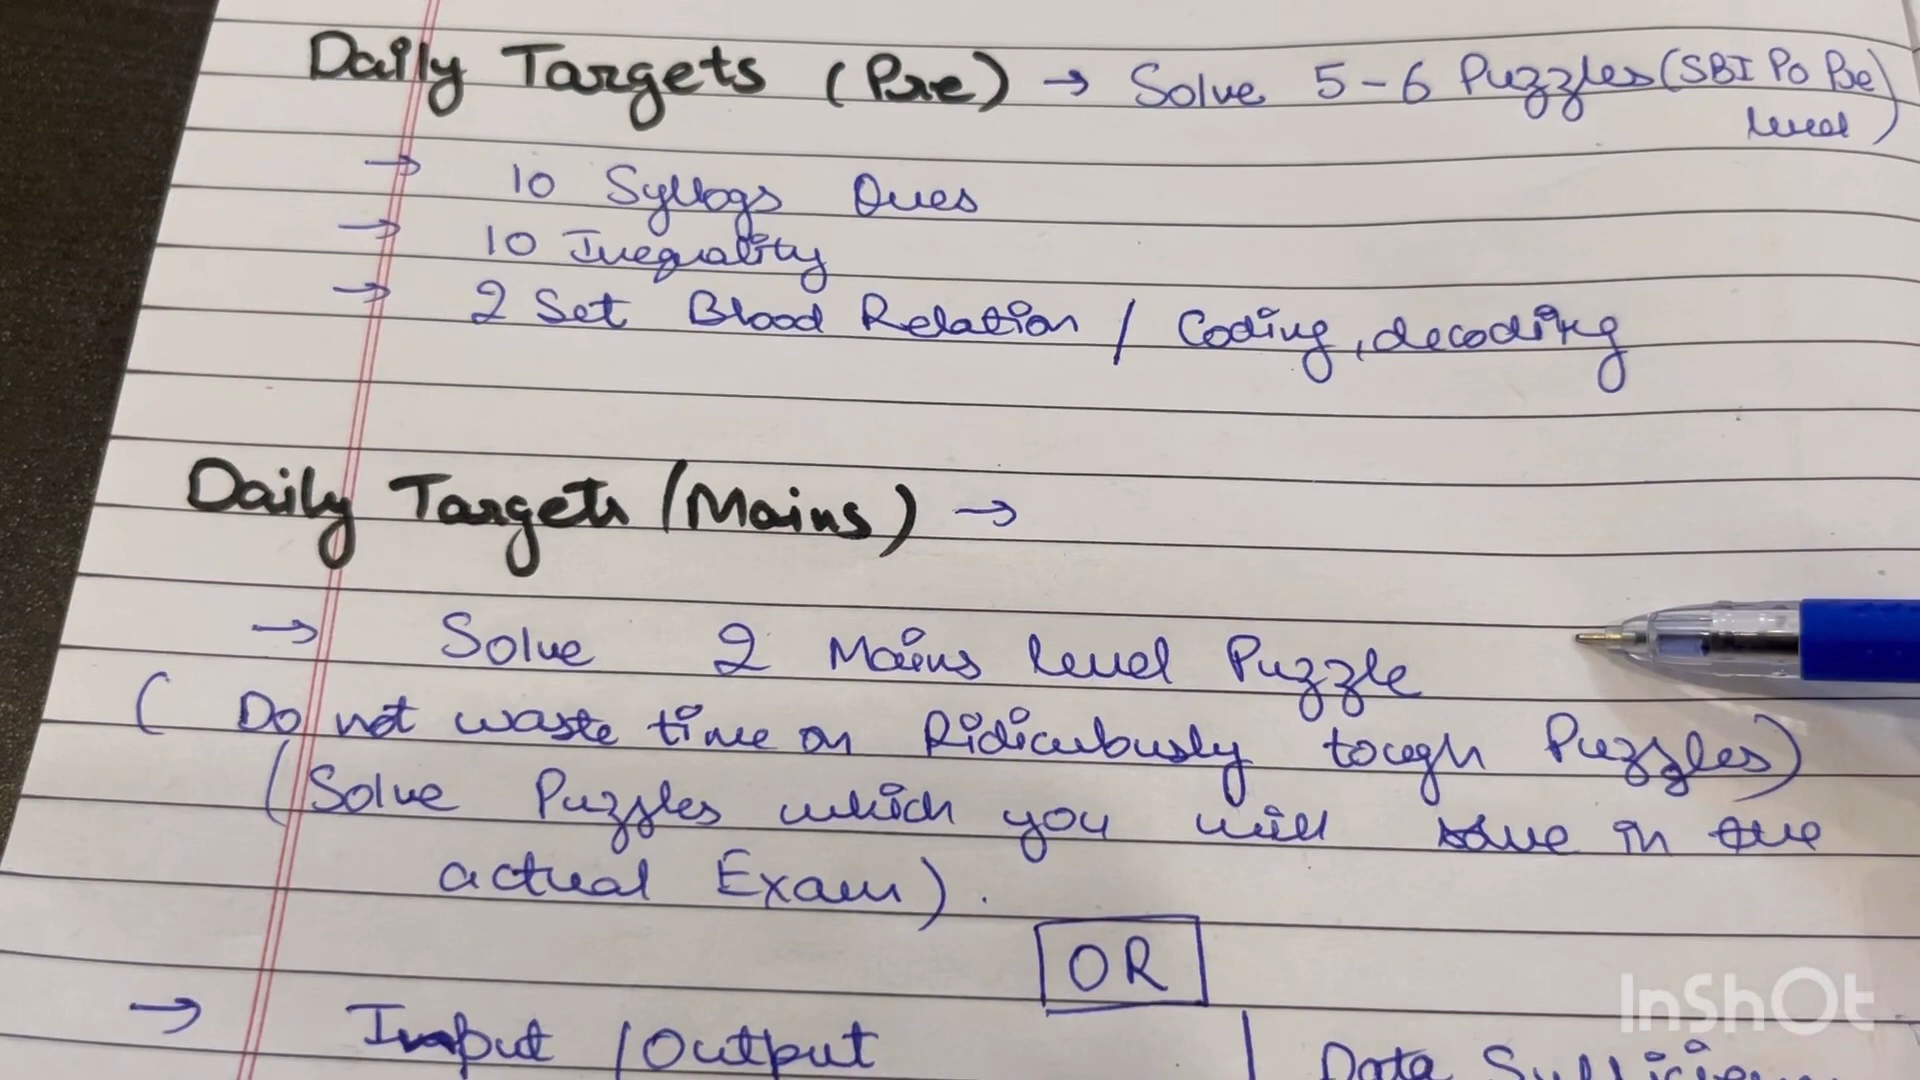 Daily Targets (Pre) → Solve 5-6 Puzzles (SBI PO Pre level)
→ 10 Syllogs Ques
→ 10 Inequality
→ 2 Set Blood Relation / Coding, decoding
Daily Targets (Mains) →
→ Solve 2 Mains level Puzzle
( Do not waste time on Ridiculously tough Puzzles)
(Solve Puzzles which you will solve in the
actual Exam).
OR
→ Input / Output | Data
InShOt